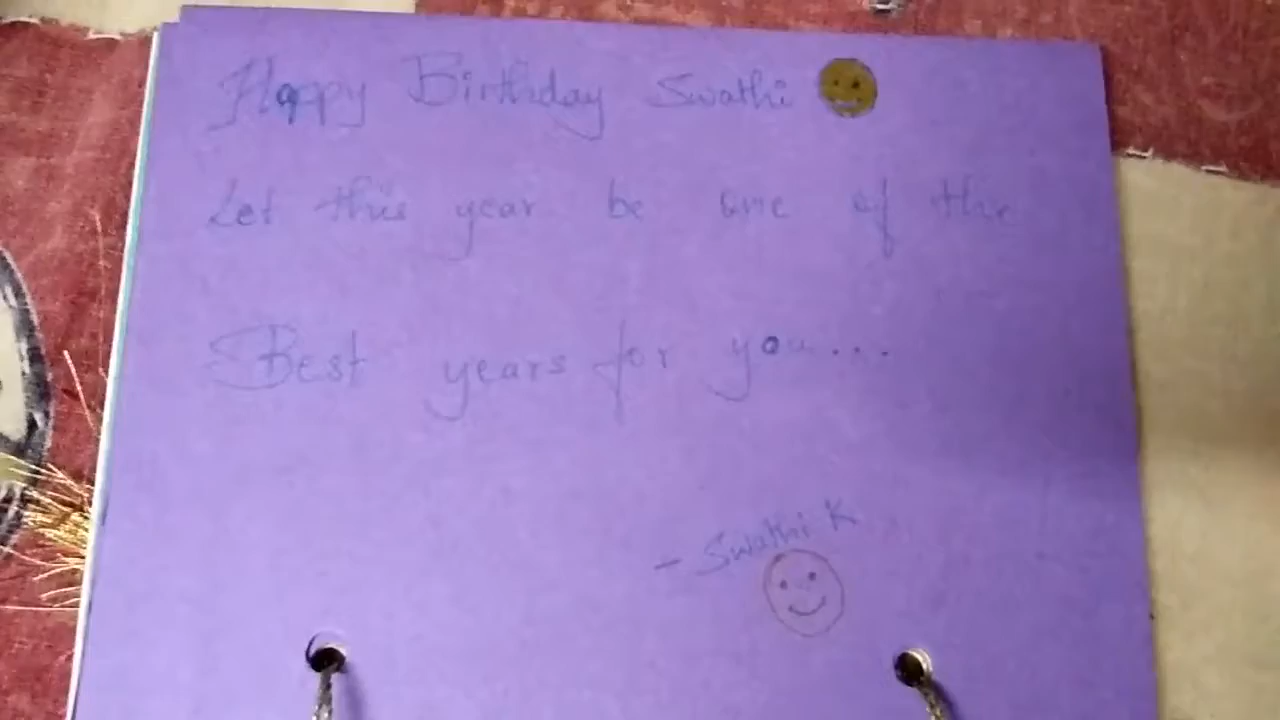 Happy Birthday Swathi
Let this year be one of the
Best years for you...
- Swathi K